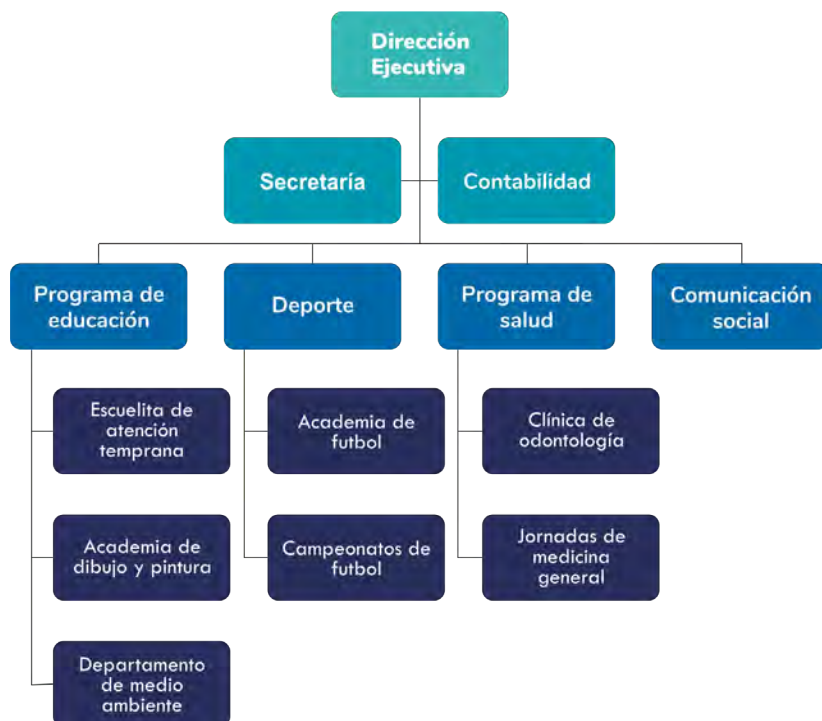 Dirección
Ejecutiva
Secretaría
Contabilidad
Programa de
educación
Deporte
Programa de
salud
Comunicación
social
Escuelita de
atención
temprana
Academia de
futbol
Clínica de
odontología
Academia de
dibujo y pintura
Campeonatos de
futbol
Jornadas de
medicina
general
Departamento
de medio
ambiente